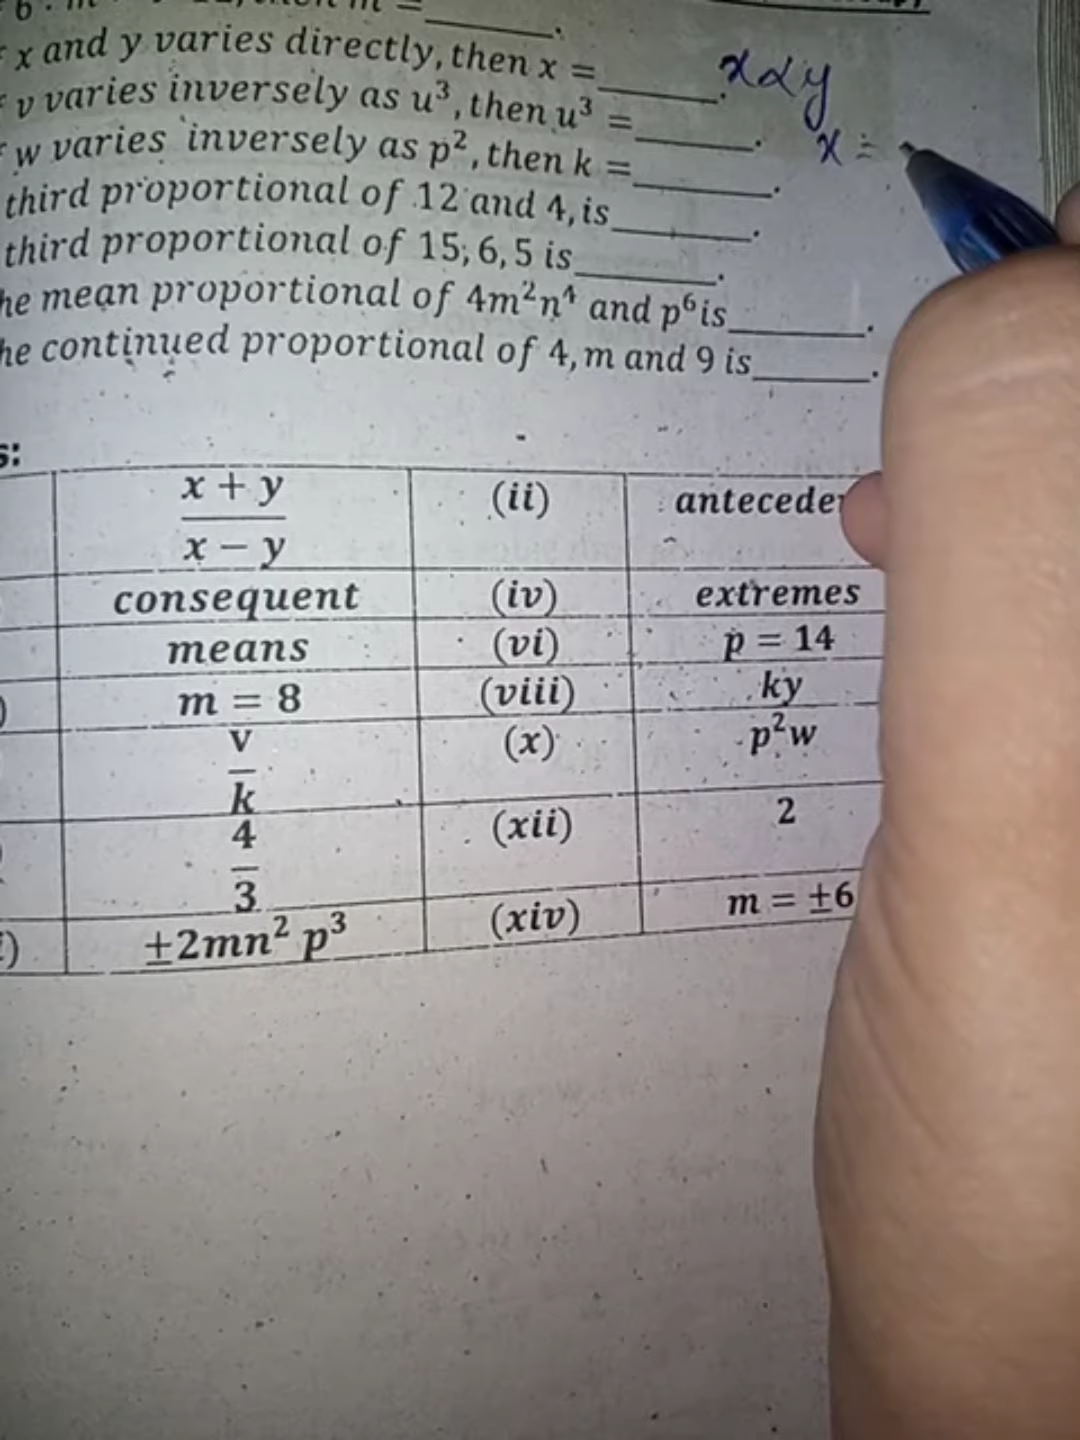 x and y varies directly, then x = ______. x∝y
v varies inversely as u³, then u³ = ______. x =
w varies inversely as p², then k = ______.
third proportional of 12 and 4, is ______.
third proportional of 15, 6, 5 is ______.
he mean proportional of 4m²n⁴ and p⁶ is ______.
he continued proportional of 4, m and 9 is ______.
s:
x + y / x − y (ii) anteceden
consequent (iv) extremes
means (vi) p = 14
) m = 8 (viii) ky
v / k (x) p²w
) 4 / 3 (xii) 2
) ±2mn² p³ (xiv) m = ±6